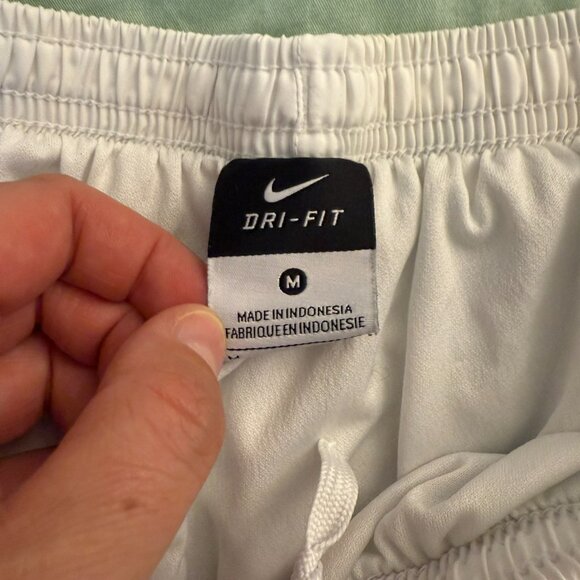 DRI-FIT
M
MADE IN INDONESIA
FABRIQUE EN INDONESIE